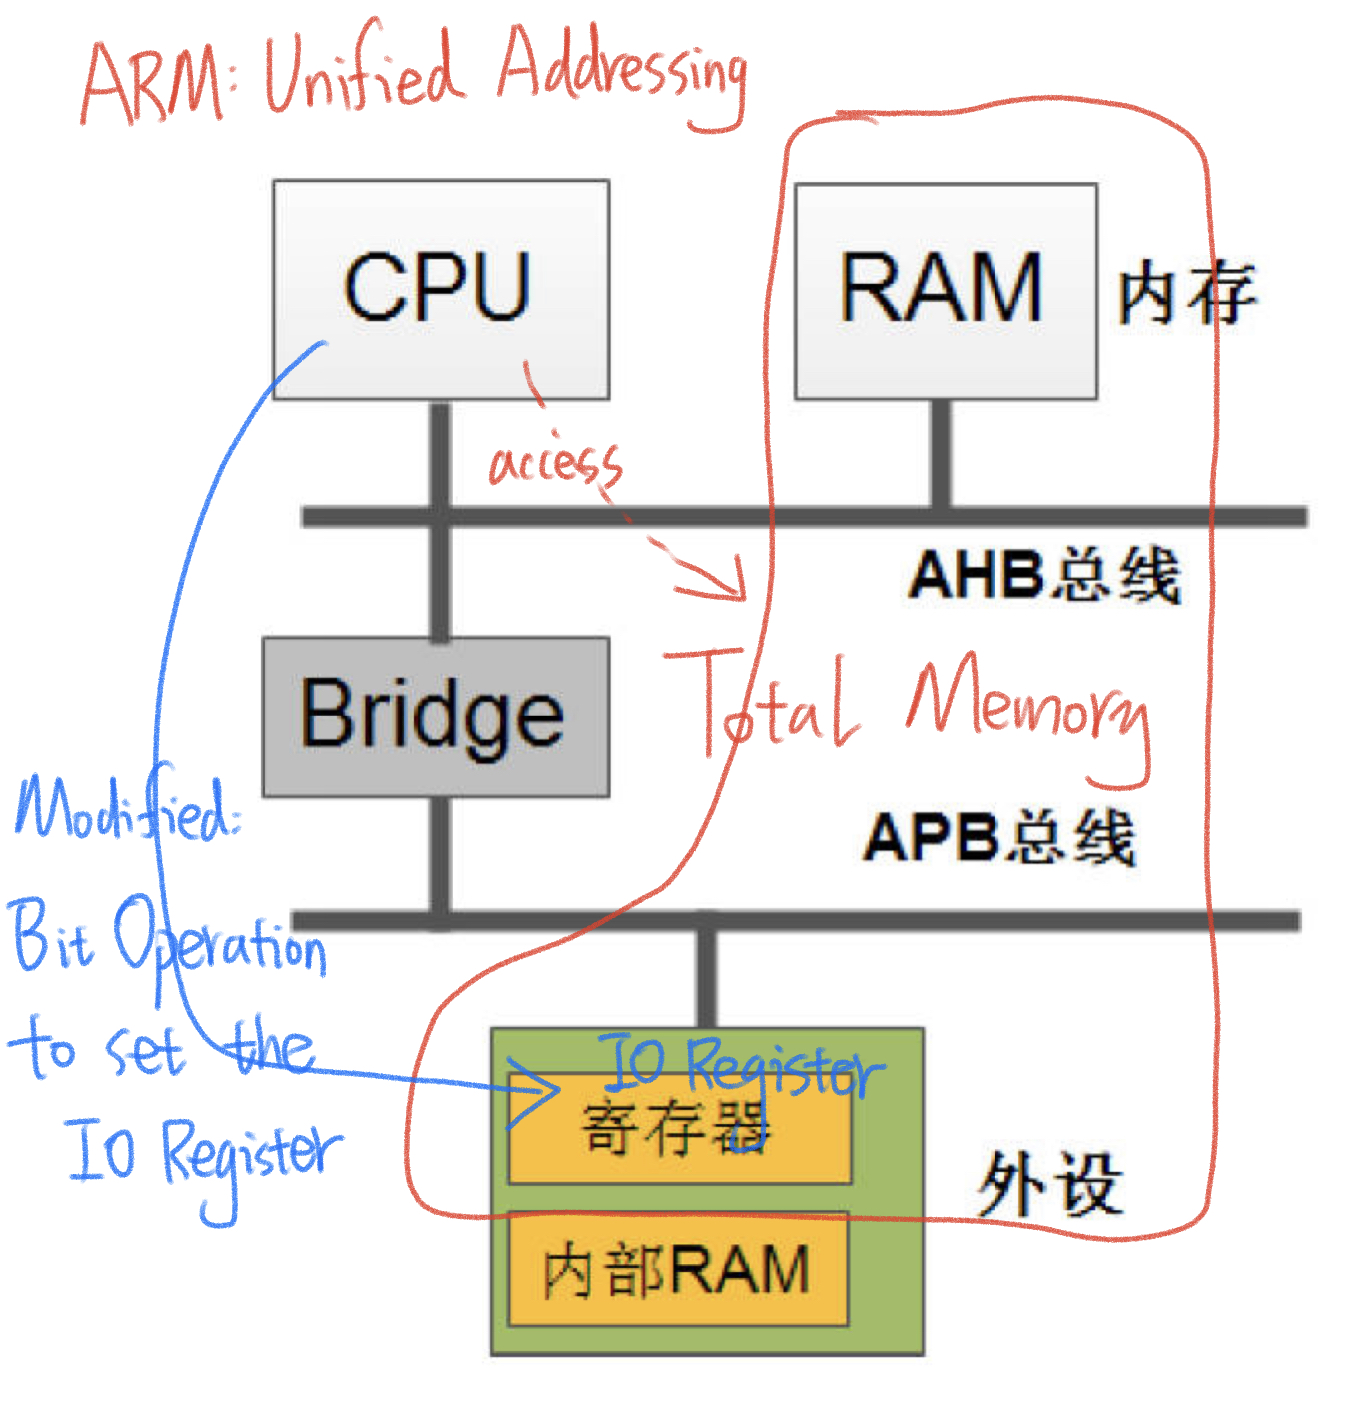 ARM: Unified Addressing
CPU
RAM
内存
access
AHB总线
Bridge
Total Memory
Modified:
APB总线
Bit Operation
to set the
IO Register
IO Register
寄存器
外设
内部RAM